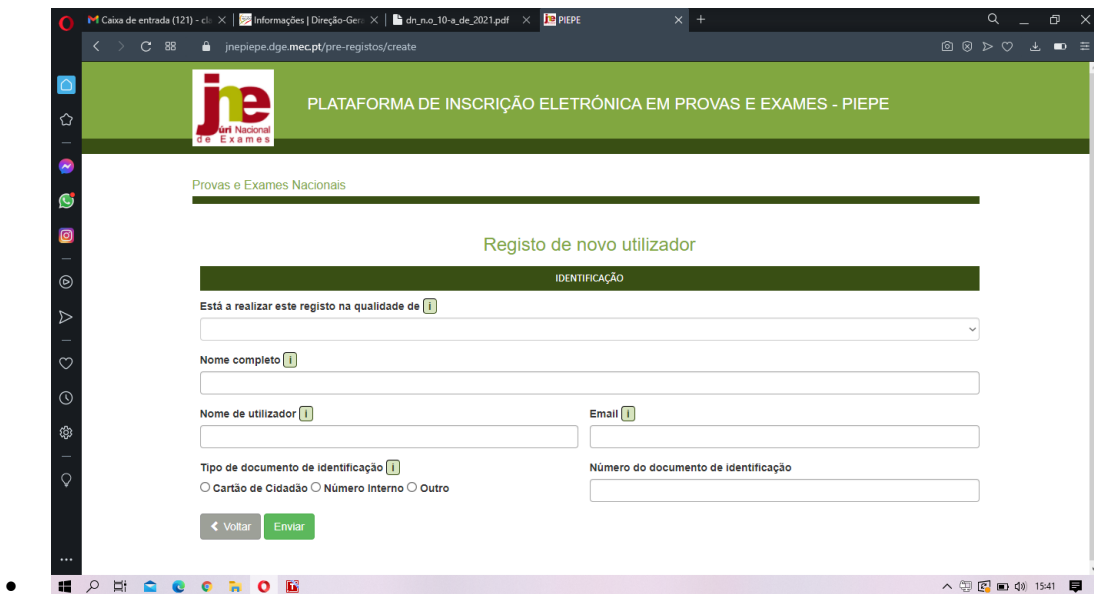 Caixa de entrada (121) - cla
Informações | Direção-Gera
dn_n.o_10-a_de_2021.pdf
PIEPE
jnepiepe.dge.mec.pt/pre-registos/create
jne
Júri Nacional
de Exames
PLATAFORMA DE INSCRIÇÃO ELETRÓNICA EM PROVAS E EXAMES - PIEPE
Provas e Exames Nacionais
Registo de novo utilizador
IDENTIFICAÇÃO
Está a realizar este registo na qualidade de i
Nome completo i
Nome de utilizador i
Email i
Tipo de documento de identificação i
Número do documento de identificação
Cartão de Cidadão Número Interno Outro
Voltar Enviar
15:41